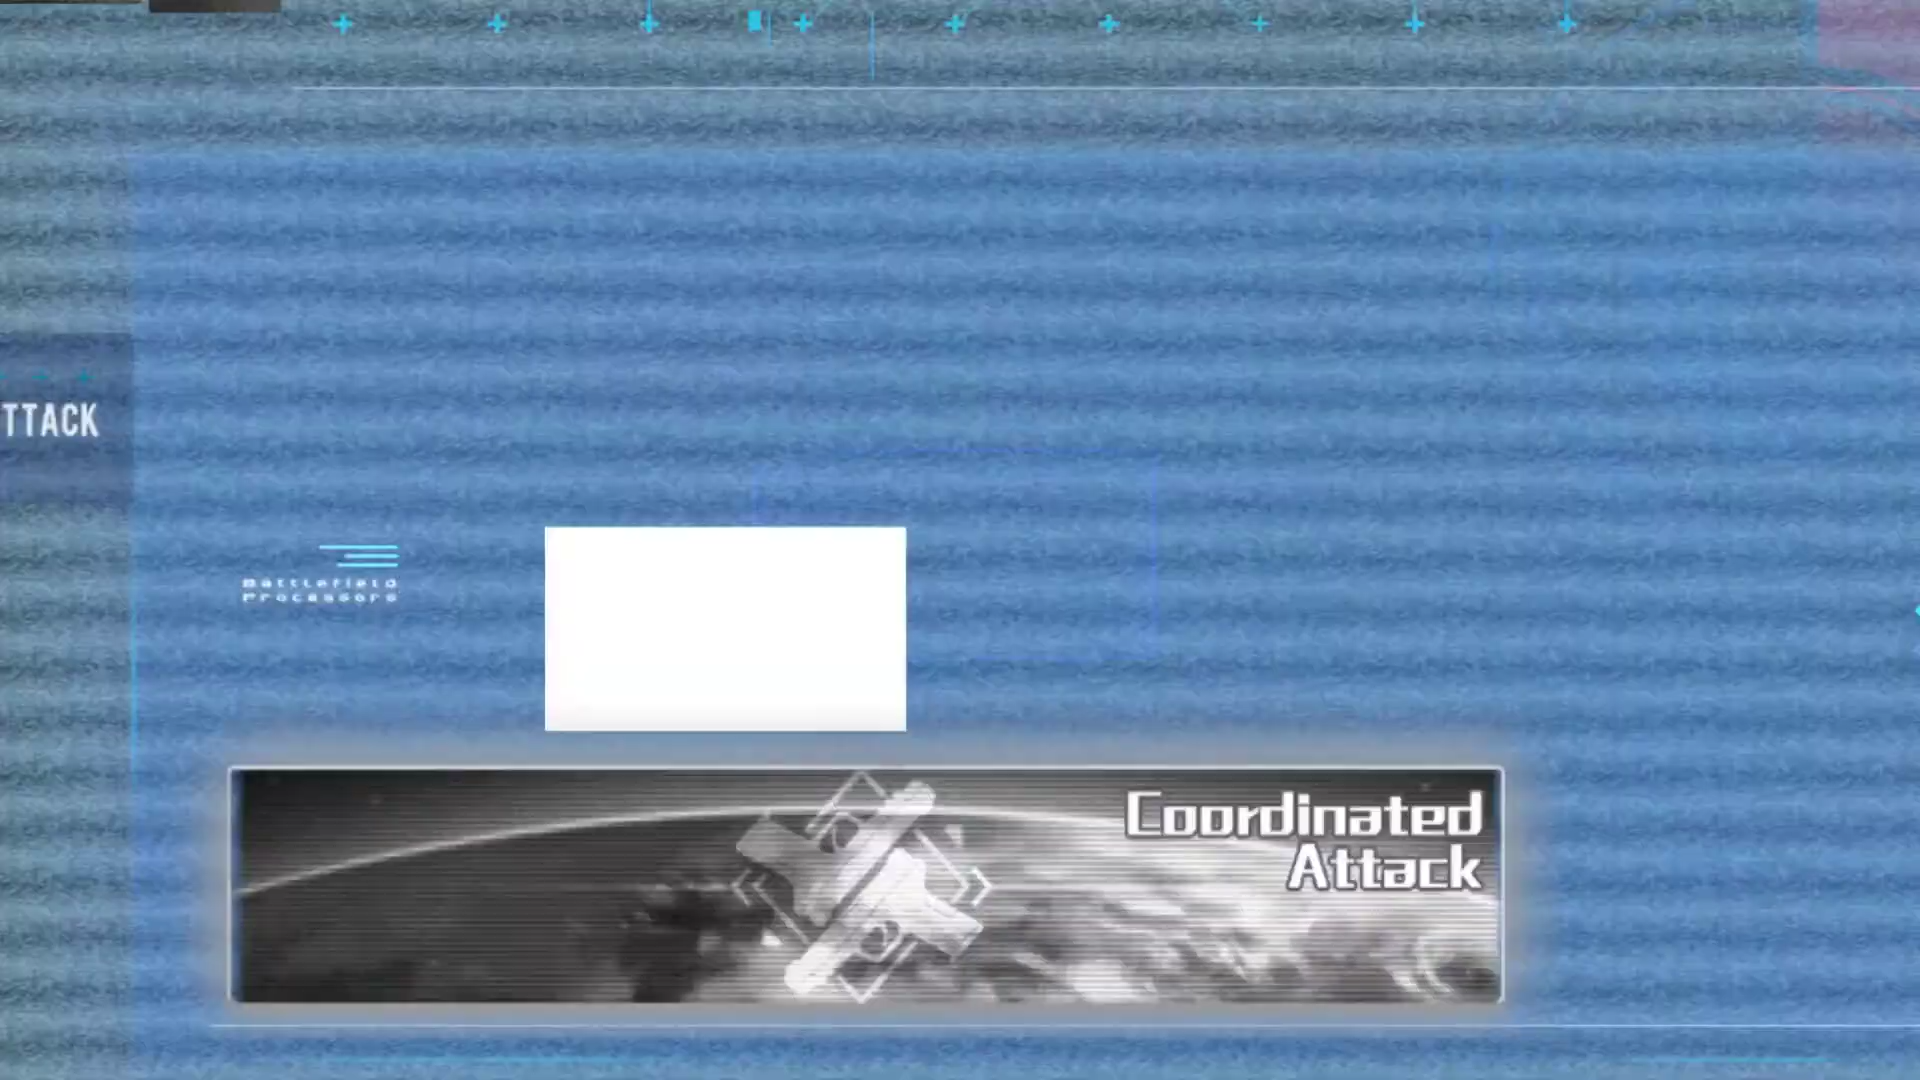 TTACK
Battlefield
Processors
Coordinated
Attack